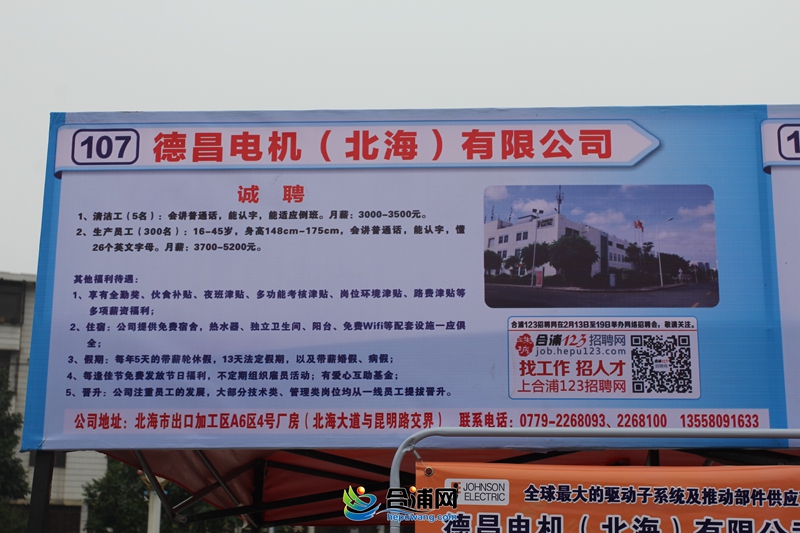 107 德昌电机（北海）有限公司
诚 聘
1、清洁工（5名）：会讲普通话，能认字，能适应倒班。月薪：3000-3500元。
2、生产员工（300名）：16-45岁，身高148cm-175cm，会讲普通话，能认字，懂
26个英文字母。月薪：3700-5200元。
其他福利待遇：
1、享有全勤奖、伙食补贴、夜班津贴、多功能考核津贴、岗位环境津贴、路费津贴等
多项薪资福利；
2、住宿：公司提供免费宿舍，热水器、独立卫生间、阳台、免费Wifi等配套设施一应俱
全；
3、假期：每年5天的带薪轮休假，13天法定假期，以及带薪婚假、病假；
4、每逢佳节免费发放节日福利，不定期组织雇员活动；有爱心互助基金；
5、晋升：公司注重员工的发展，大部分技术类、管理类岗位均从一线员工提拔晋升。
合浦123招聘网在2月13日至19日举办网络招聘会，敬请关注。
合浦123招聘网
job.hepu123.com
找工作 招人才
上合浦123招聘网
公司地址：北海市出口加工区A6区4号厂房（北海大道与昆明路交界） 联系电话：0779-2268093、2268100 13558091633
1
JOHNSON
ELECTRIC
全球最大的驱动子系统及推动部件供应
德昌电机（北海）有限公司
合浦网
hepuwang.com